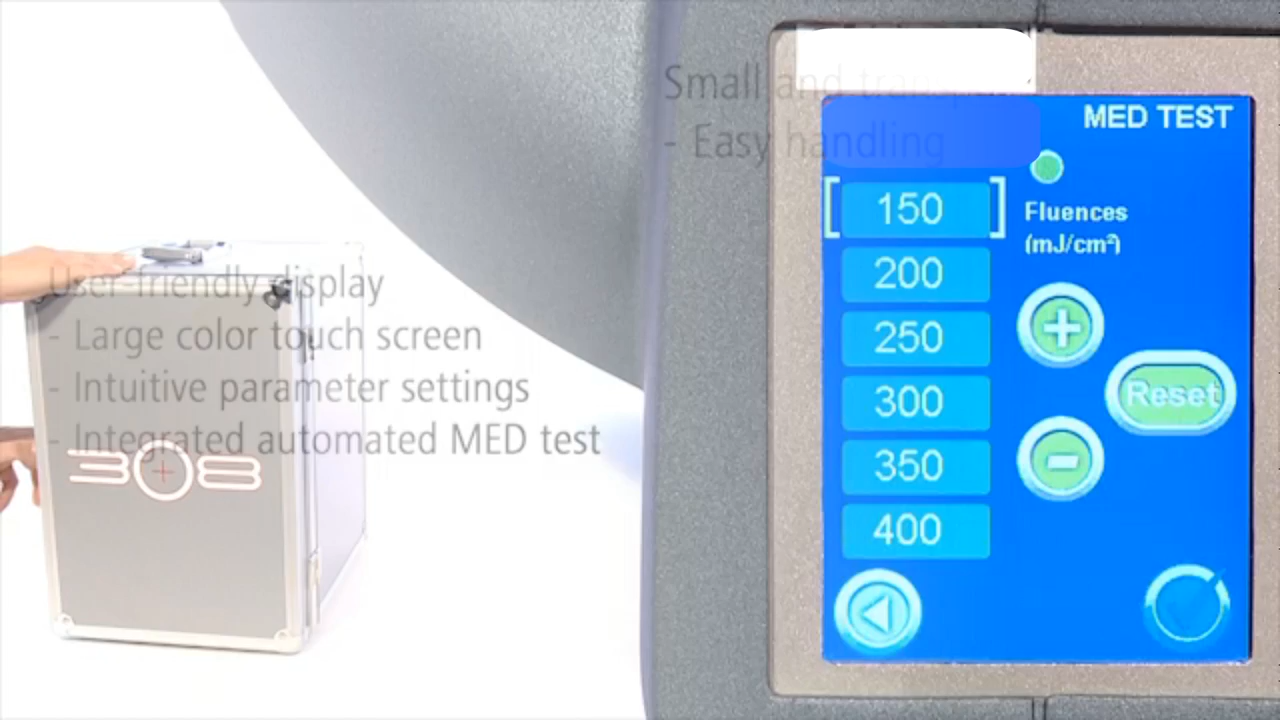 Small and
- Easy handling
User-friendly display
- Large color touch screen
- Intuitive parameter settings
- Integrated automated MED test
308
MED TEST
150
200
250
300
350
400
Fluences
(mJ/cm²)
Reset